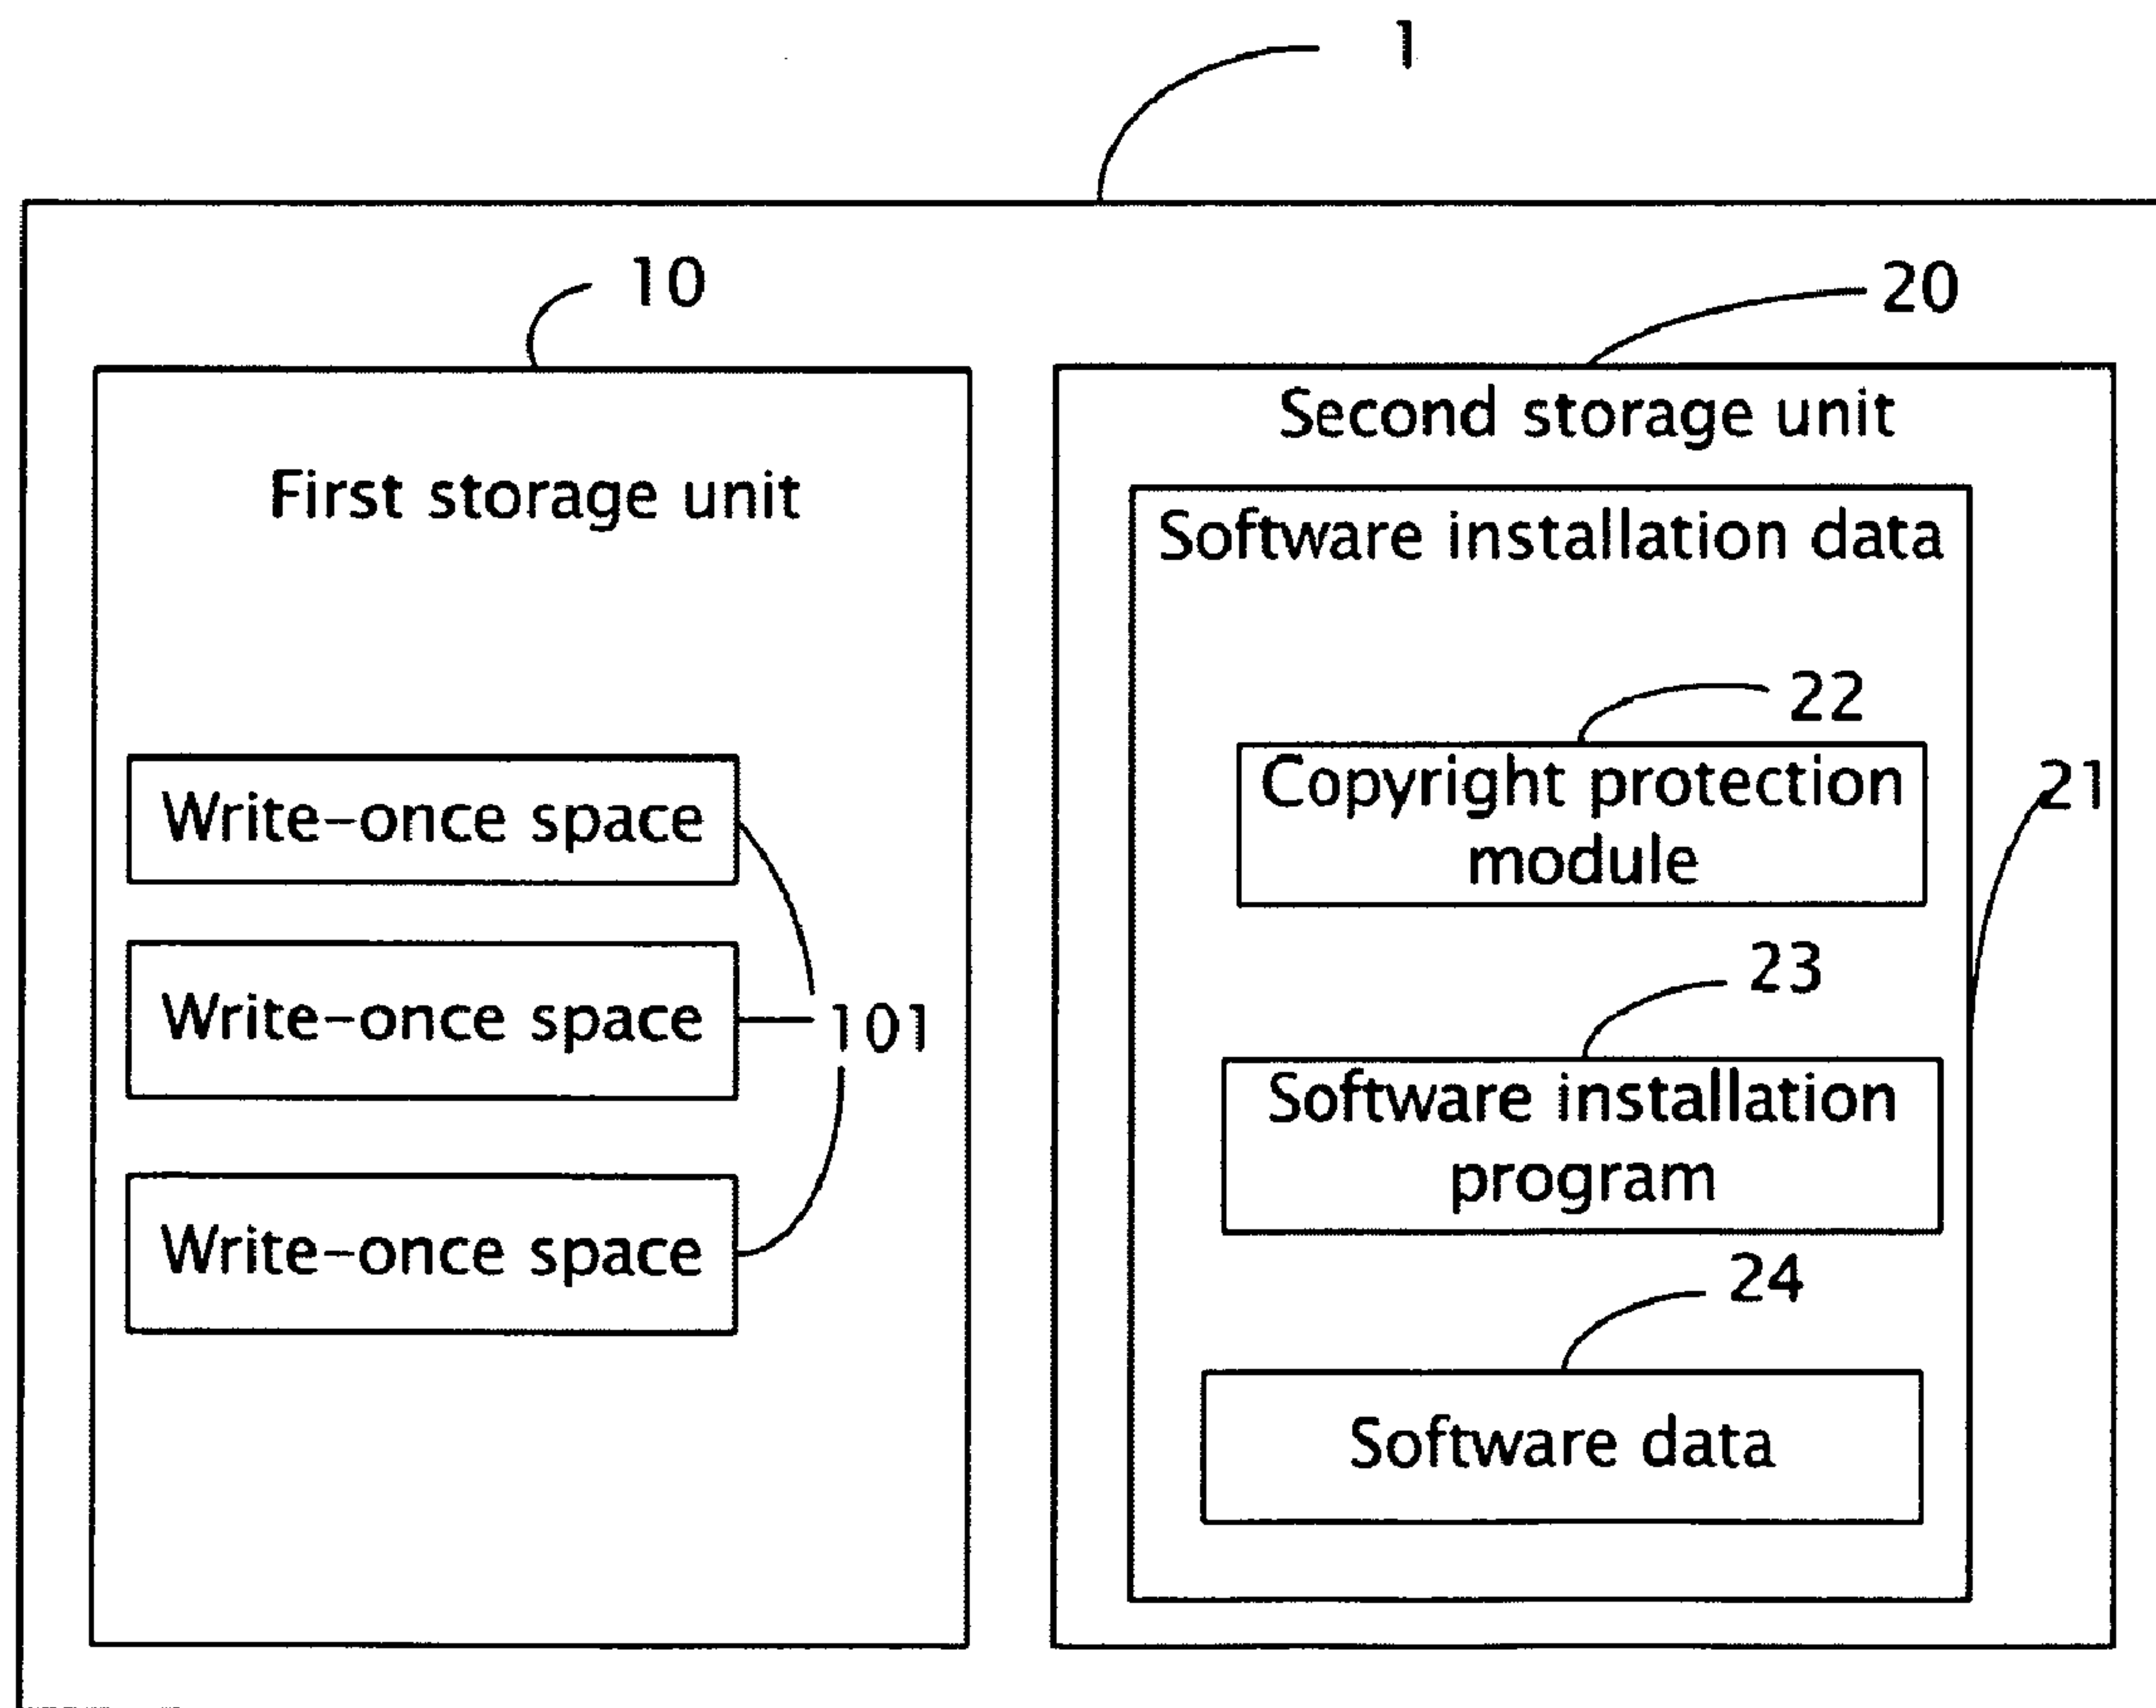 1
10
20
First storage unit
Second storage unit
Software installation data
22
Copyright protection
module
21
Write-once space
Write-once space
Write-once space
101
23
Software installation
program
24
Software data